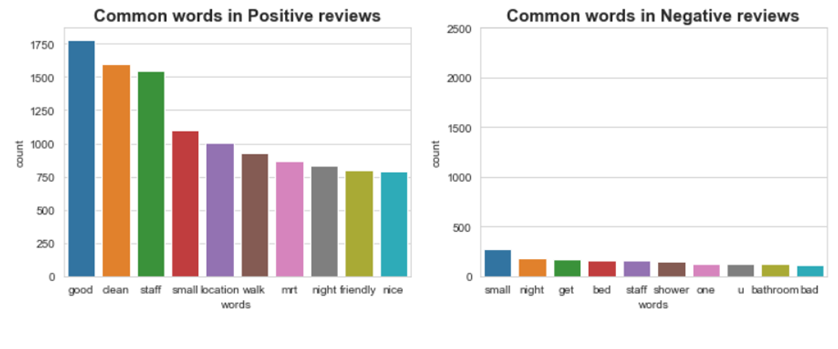 Common words in Positive reviews
1750
1500
1250
1000
750
500
250
0
count
good clean staff small location walk mrt night friendly nice
words
Common words in Negative reviews
2500
2000
1500
1000
500
0
count
small night get bed staff shower one u bathroom bad
words